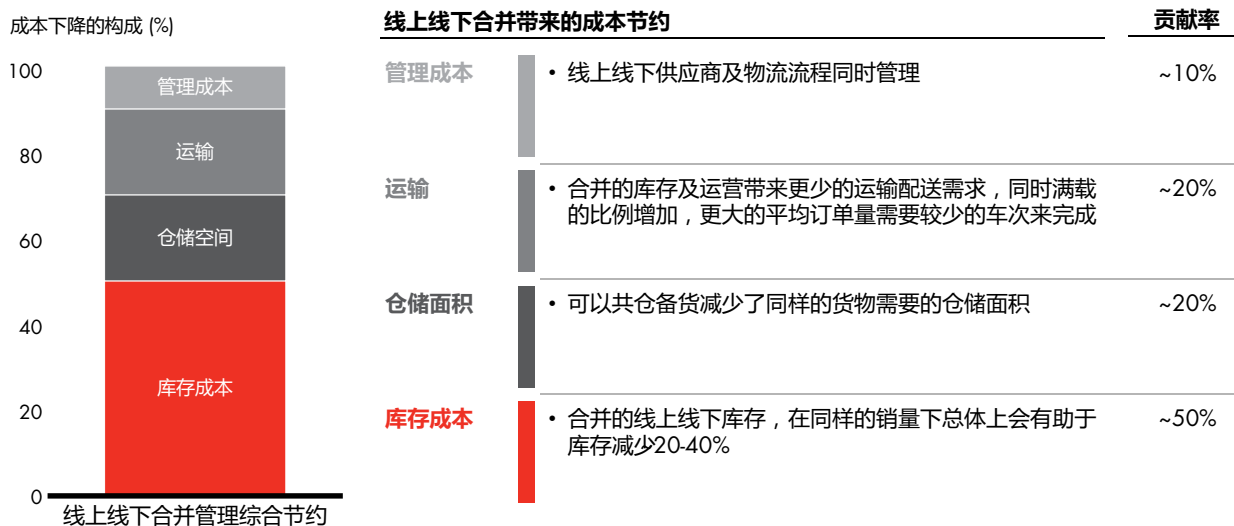 成本下降的构成 (%)
100
80
60
40
20
0
管理成本
运输
仓储空间
库存成本
线上线下合并管理综合节约
线上线下合并带来的成本节约
贡献率
管理成本
• 线上线下供应商及物流流程同时管理
~10%
运输
• 合并的库存及运营带来更少的运输配送需求，同时满载
的比例增加，更大的平均订单量需要较少的车次来完成
~20%
仓储面积
• 可以共仓备货减少了同样的货物需要的仓储面积
~20%
库存成本
• 合并的线上线下库存，在同样的销量下总体上会有助于
库存减少20-40%
~50%